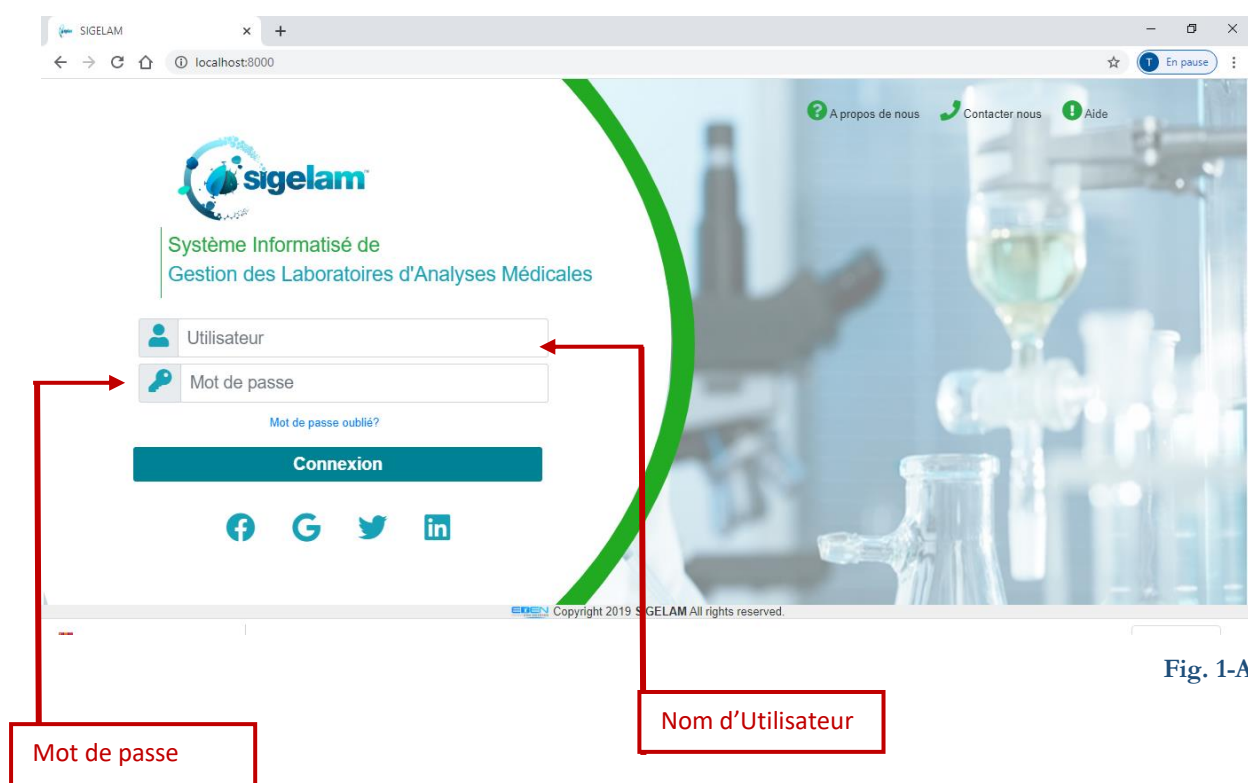 SIGELAM
localhost:8000
En pause
T
A propos de nous
Contacter nous
Aide
sigelam
Système Informatisé de
Gestion des Laboratoires d'Analyses Médicales
Utilisateur
Mot de passe
Mot de passe oublié?
Connexion
EDEN Copyright 2019 SIGELAM All rights reserved.
Fig. 1-A
Nom d’Utilisateur
Mot de passe